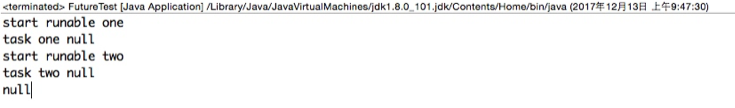 <terminated> FutureTest [Java Application] /Library/Java/JavaVirtualMachines/jdk1.8.0_101.jdk/Contents/Home/bin/java (2017年12月13日 上午9:47:30)
start runable one
task one null
start runable two
task two null
null